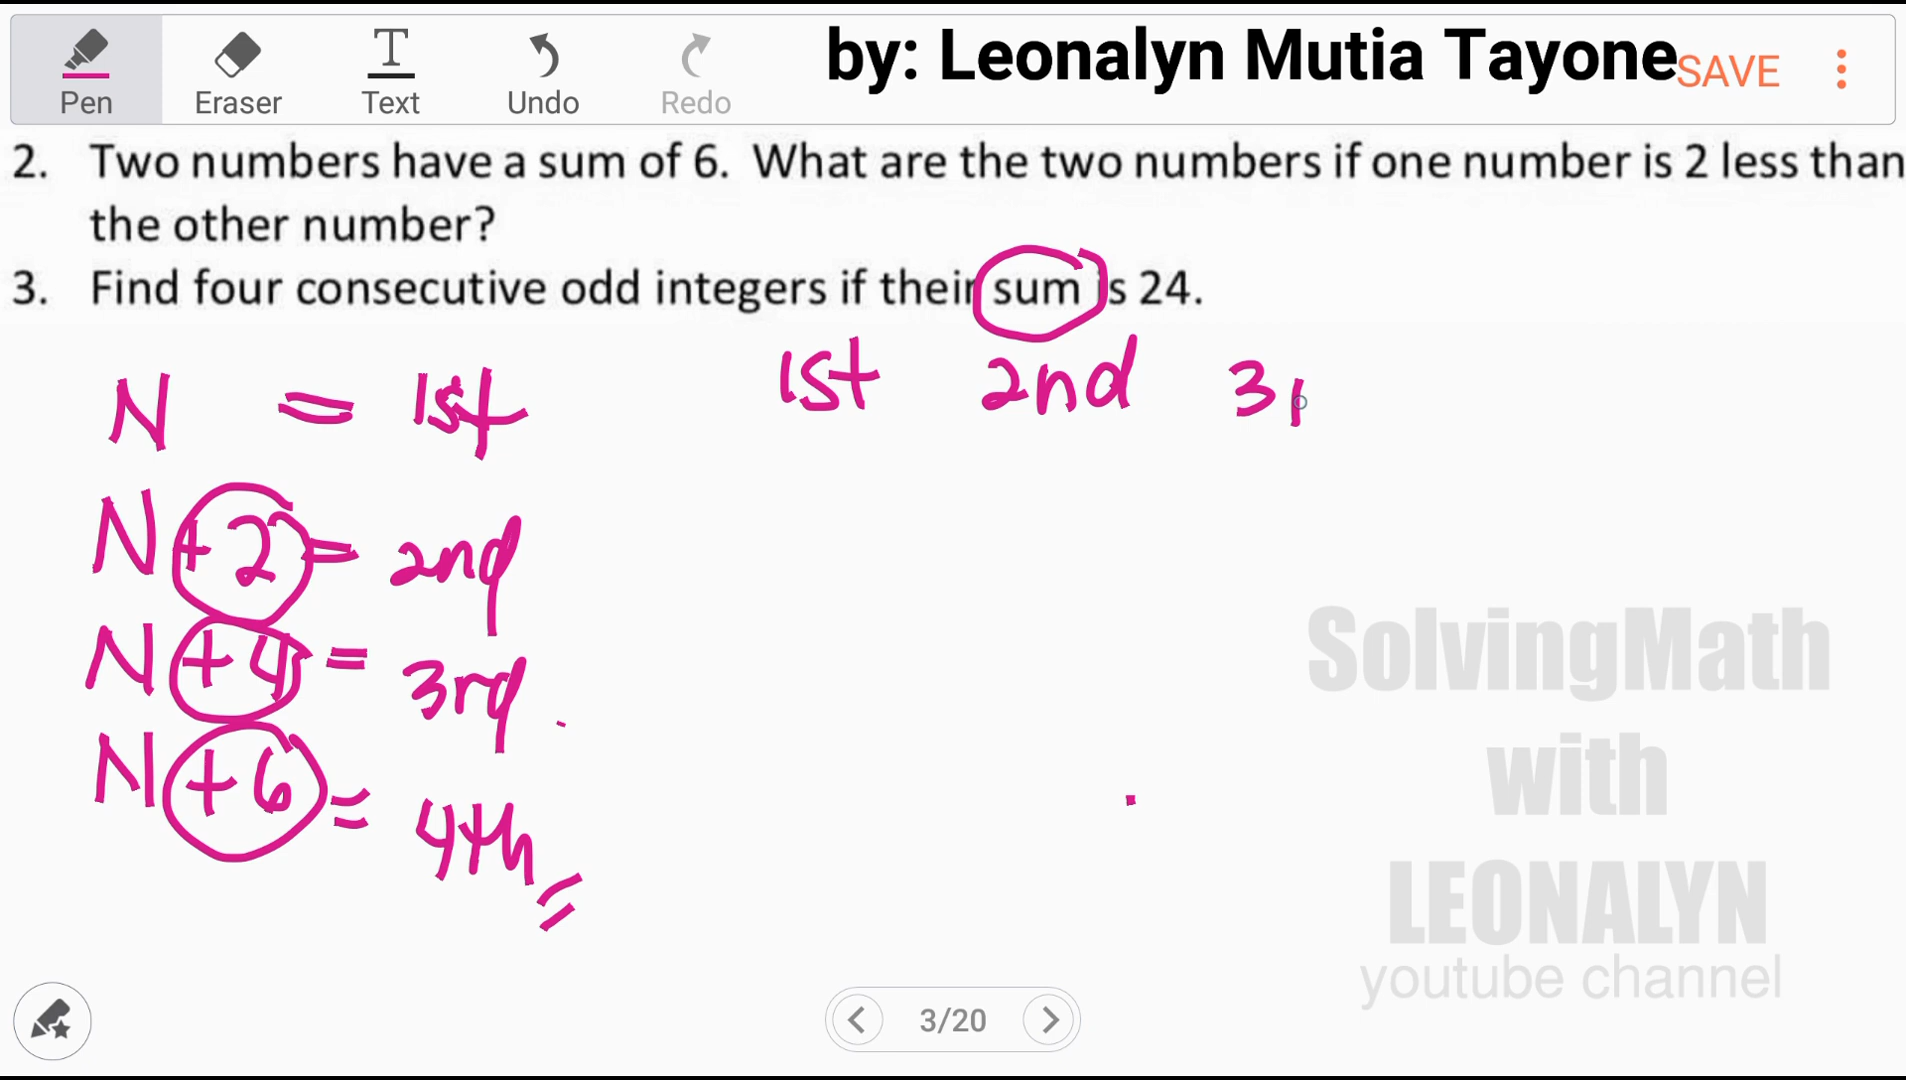 by: Leonalyn Mutia Tayone
Pen Eraser Text Undo Redo SAVE
2. Two numbers have a sum of 6. What are the two numbers if one number is 2 less than
the other number?
3. Find four consecutive odd integers if their sum is 24.
1st 2nd 3
N = 1st
N+2 = 2nd
N+4 = 3rd
N+6 = 4th
SolvingMath
with
LEONALYN
youtube channel
3/20